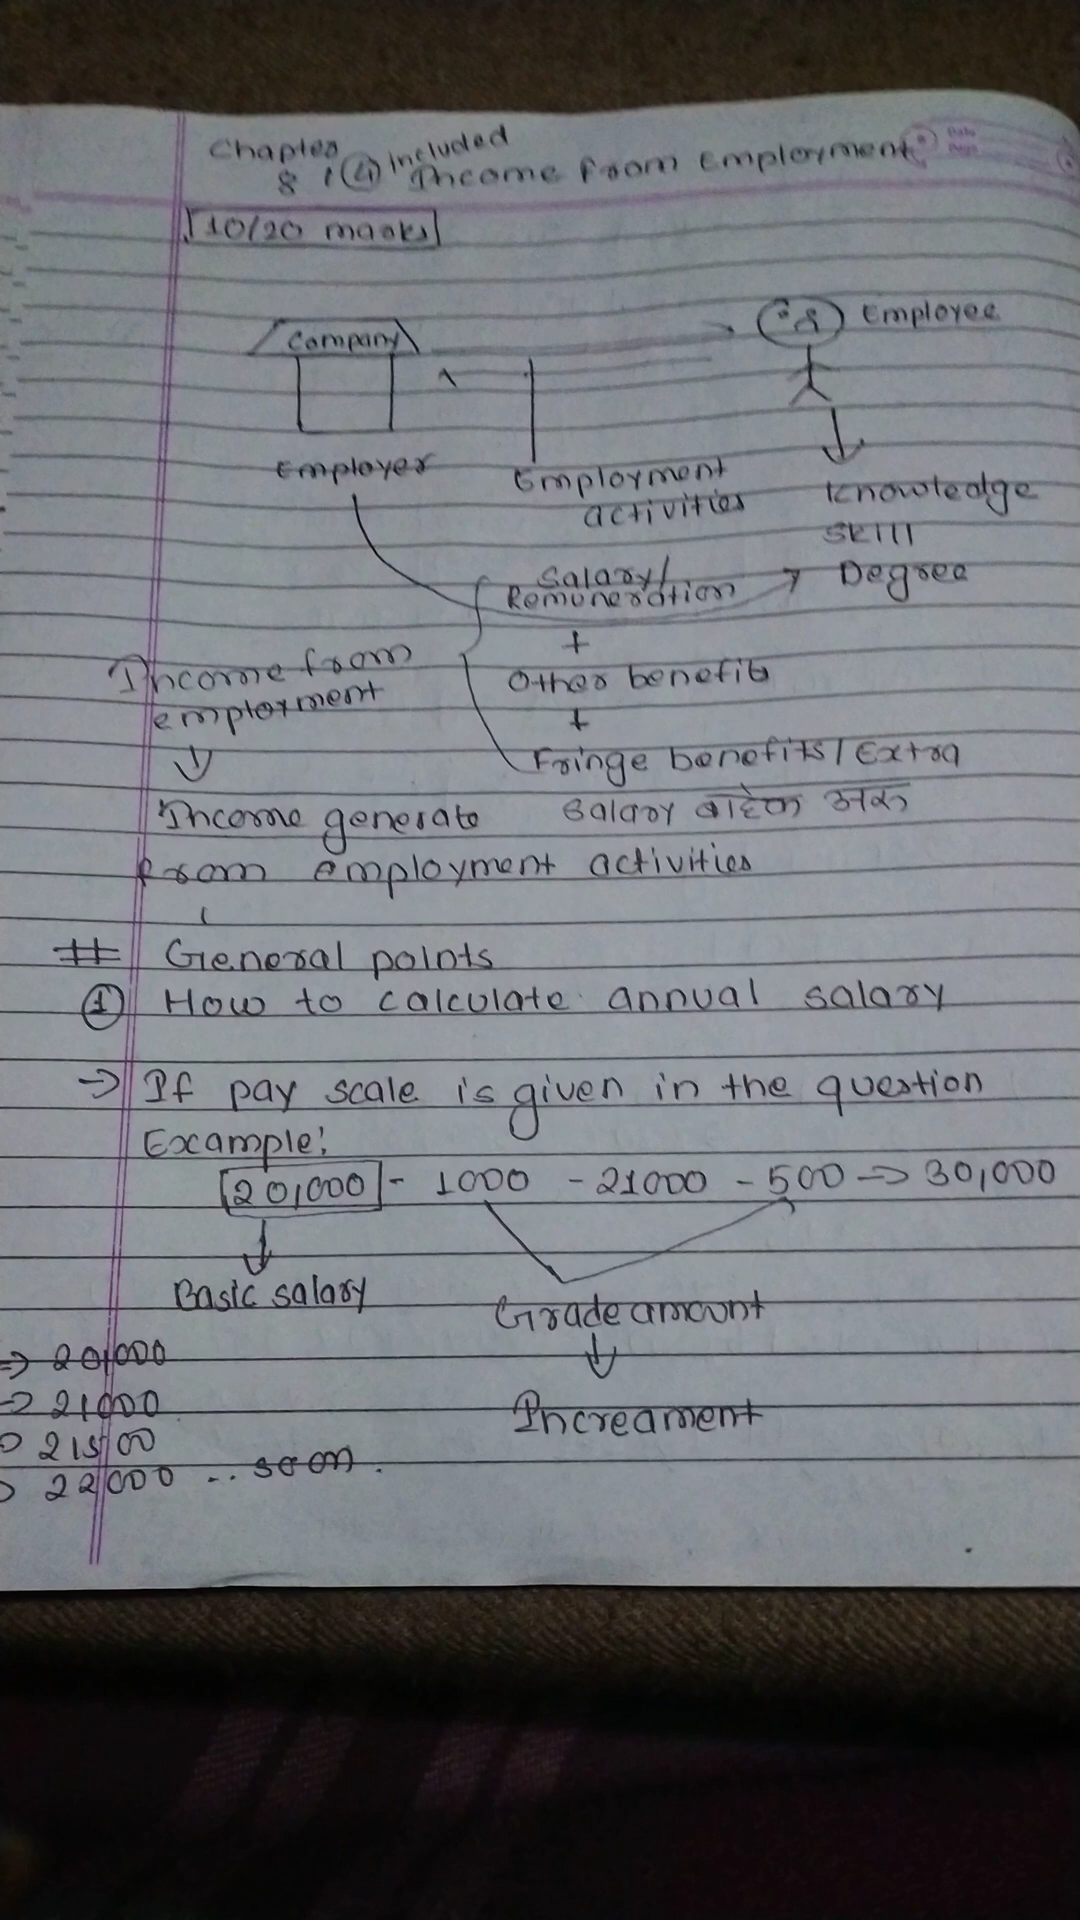 Chapter included
8 1 (4) Income from Employment
10/20 marks
Company
Employee
Employer
Employment
activities
Knowledge
Skill
Degree
Salary/
Remuneration
+
Other benefits
+
Fringe benefits/Extra
Salary बाहेक अरू
Income from
employment
Income generate
from employment activities
# General points
① How to calculate annual salary
→ If pay scale is given in the question
Example:
20,000 - 1000 - 21000 - 500 → 30,000
Basic salary
Grade amount
Increament
→ 20,000
→ 21000
→ 21500
→ 22000 .. so on.